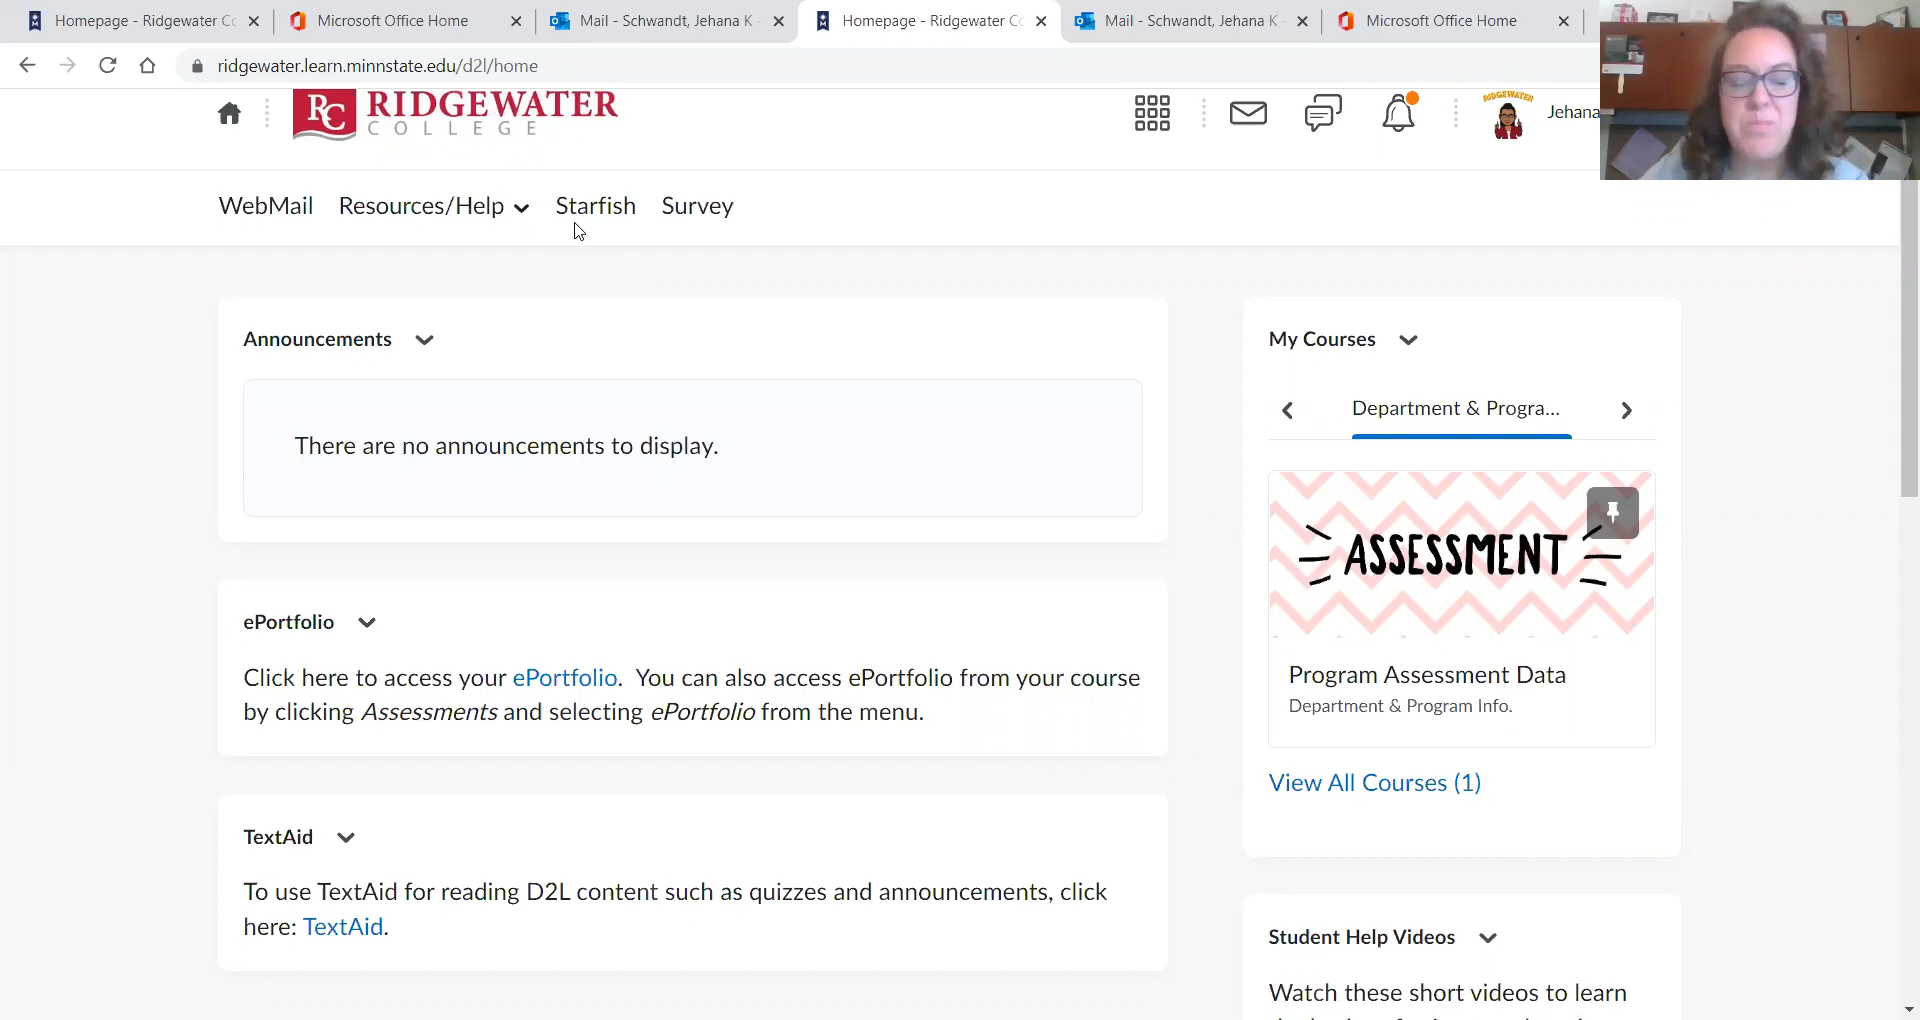 Homepage - Ridgewater Co
Microsoft Office Home
Mail - Schwandt, Jehana K -
Homepage - Ridgewater Co
Mail - Schwandt, Jehana K -
Microsoft Office Home
ridgewater.learn.minnstate.edu/d2l/home
RC RIDGEWATER
COLLEGE
RIDGEWATER
Jehana
WebMail
Resources/Help
Starfish
Survey
Announcements
There are no announcements to display.
My Courses
Department & Progra...
ASSESSMENT
Program Assessment Data
Department & Program Info.
View All Courses (1)
ePortfolio
Click here to access your ePortfolio. You can also access ePortfolio from your course
by clicking Assessments and selecting ePortfolio from the menu.
TextAid
To use TextAid for reading D2L content such as quizzes and announcements, click
here: TextAid.
Student Help Videos
Watch these short videos to learn